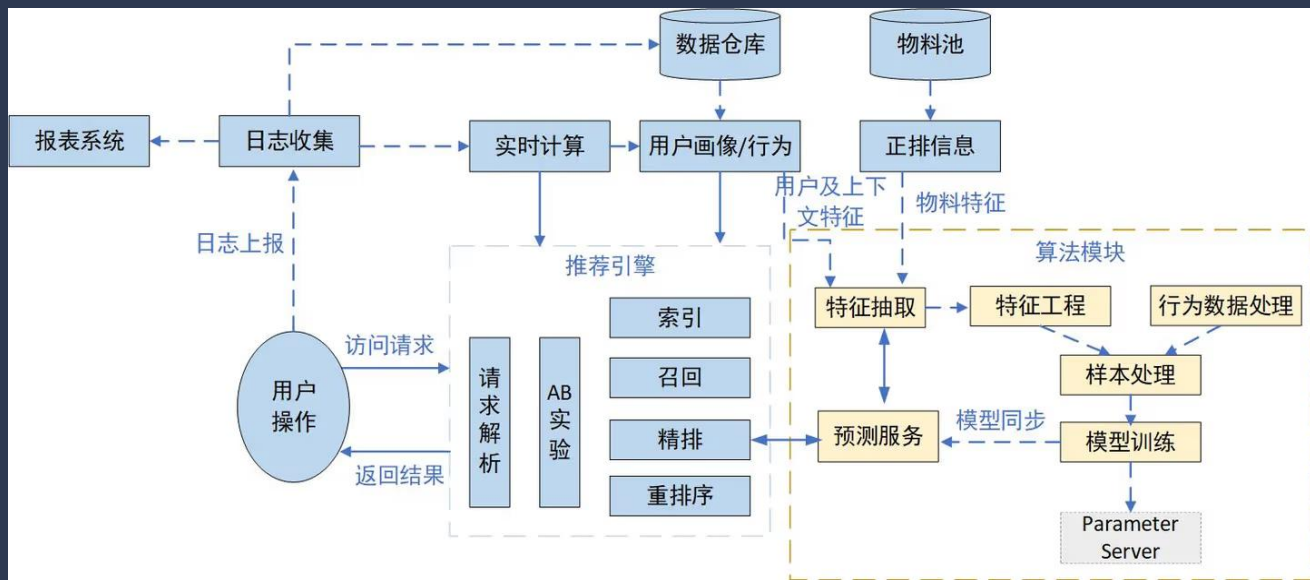 数据仓库
物料池
报表系统
日志收集
实时计算
用户画像/行为
正排信息
用户及上下
文特征
物料特征
日志上报
推荐引擎
算法模块
特征抽取
特征工程
行为数据处理
索引
访问请求
请
求
解
析
AB
实
验
召回
样本处理
用户
操作
精排
预测服务
模型同步
模型训练
返回结果
重排序
Parameter
Server